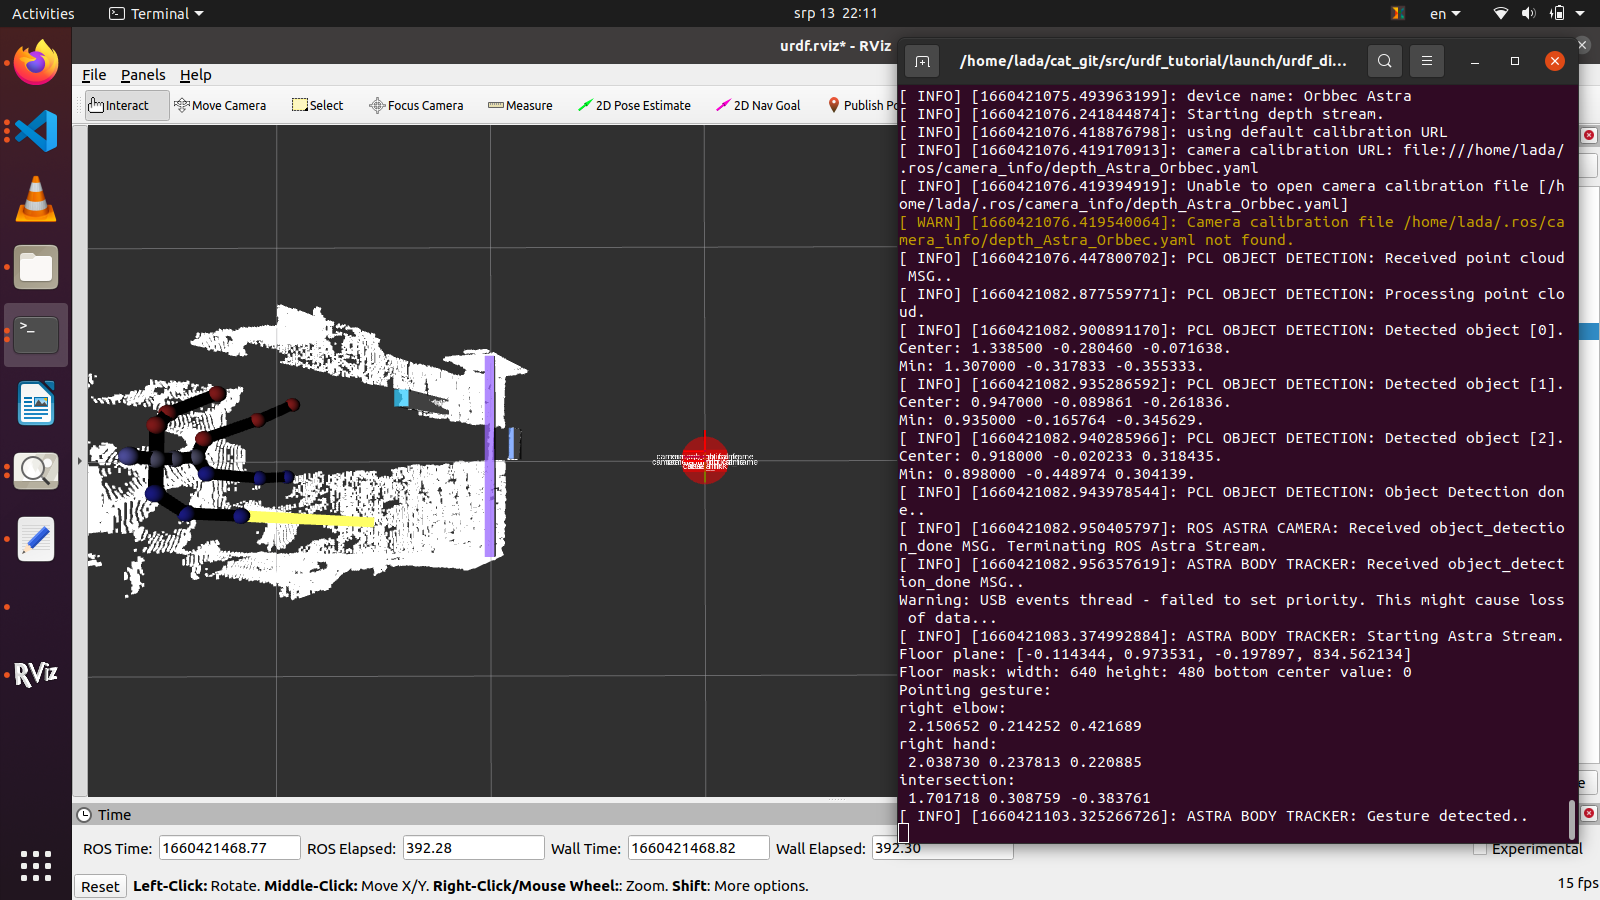 Activities
Terminal
srp 13 22:11
en
urdf.rviz* - RViz
/home/lada/cat_git/src/urdf_tutorial/launch/urdf_di...
File Panels Help
Interact Move Camera Select Focus Camera Measure 2D Pose Estimate 2D Nav Goal Publish Po
[ INFO] [1660421075.493963199]: device name: Orbbec Astra
[ INFO] [1660421076.241844874]: Starting depth stream.
[ INFO] [1660421076.418876798]: using default calibration URL
[ INFO] [1660421076.419170913]: camera calibration URL: file:///home/lada/
.ros/camera_info/depth_Astra_Orbbec.yaml
[ INFO] [1660421076.419394919]: Unable to open camera calibration file [/h
ome/lada/.ros/camera_info/depth_Astra_Orbbec.yaml]
[ WARN] [1660421076.419540064]: Camera calibration file /home/lada/.ros/ca
mera_info/depth_Astra_Orbbec.yaml not found.
[ INFO] [1660421076.447800702]: PCL OBJECT DETECTION: Received point cloud
 MSG..
[ INFO] [1660421082.877559771]: PCL OBJECT DETECTION: Processing point clo
ud.
[ INFO] [1660421082.900891170]: PCL OBJECT DETECTION: Detected object [0].
Center: 1.338500 -0.280460 -0.071638.
Min: 1.307000 -0.317833 -0.355333.
[ INFO] [1660421082.935286592]: PCL OBJECT DETECTION: Detected object [1].
Center: 0.947000 -0.089861 -0.261836.
Min: 0.935000 -0.165764 -0.345629.
[ INFO] [1660421082.940285966]: PCL OBJECT DETECTION: Detected object [2].
Center: 0.918000 -0.020233 0.318435.
Min: 0.898000 -0.448974 0.304139.
[ INFO] [1660421082.943978544]: PCL OBJECT DETECTION: Object Detection don
e..
[ INFO] [1660421082.950405797]: ROS ASTRA CAMERA: Received object_detectio
n_done MSG. Terminating ROS Astra Stream.
[ INFO] [1660421082.956357619]: ASTRA BODY TRACKER: Received object_detect
ion_done MSG..
Warning: USB events thread - failed to set priority. This might cause loss
 of data...
[ INFO] [1660421083.374992884]: ASTRA BODY TRACKER: Starting Astra Stream.
Floor plane: [-0.114344, 0.973531, -0.197897, 834.562134]
Floor mask: width: 640 height: 480 bottom center value: 0
Pointing gesture:
right elbow:
 2.150652 0.214252 0.421689
right hand:
 2.038730 0.237813 0.220885
intersection:
 1.701718 0.308759 -0.383761
[ INFO] [1660421103.325266726]: ASTRA BODY TRACKER: Gesture detected..
RViz
Time
ROS Time: 1660421468.77 ROS Elapsed: 392.28 Wall Time: 1660421468.82 Wall Elapsed: 392.30 Experimental
Reset Left-Click: Rotate. Middle-Click: Move X/Y. Right-Click/Mouse Wheel:: Zoom. Shift: More options. 15 fps